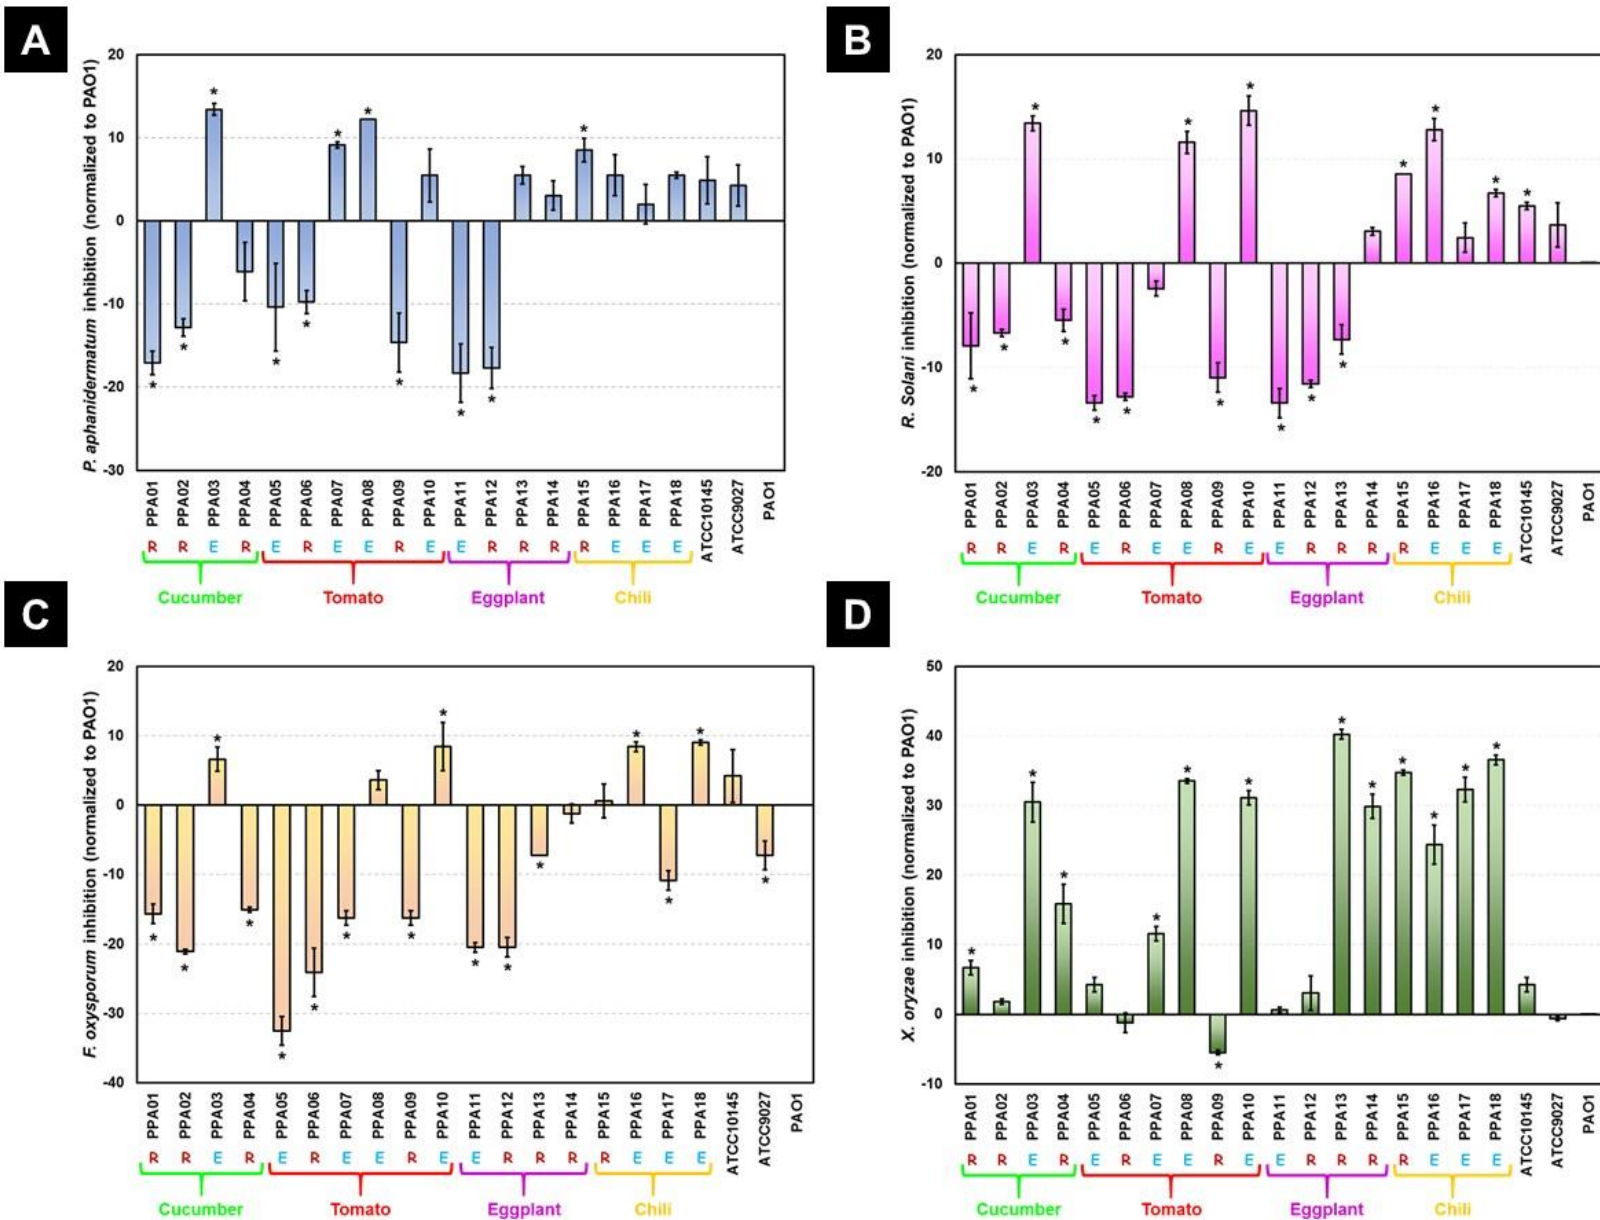 A
P. aphanidermatum inhibition (normalized to PAO1)
20
10
0
-10
-20
-30
PPA01 PPA02 PPA03 PPA04 PPA05 PPA06 PPA07 PPA08 PPA09 PPA10 PPA11 PPA12 PPA13 PPA14 PPA15 PPA16 PPA17 PPA18 ATCC10145 ATCC9027 PAO1
R R E R E R E E R E E R R R R E E E
Cucumber Tomato Eggplant Chili
B
R. Solani inhibition (normalized to PAO1)
20
10
0
-10
-20
PPA01 PPA02 PPA03 PPA04 PPA05 PPA06 PPA07 PPA08 PPA09 PPA10 PPA11 PPA12 PPA13 PPA14 PPA15 PPA16 PPA17 PPA18 ATCC10145 ATCC9027 PAO1
R R E R E R E E R E E R R R R E E E
Cucumber Tomato Eggplant Chili
C
F. oxysporum inhibition (normalized to PAO1)
20
10
0
-10
-20
-30
-40
PPA01 PPA02 PPA03 PPA04 PPA05 PPA06 PPA07 PPA08 PPA09 PPA10 PPA11 PPA12 PPA13 PPA14 PPA15 PPA16 PPA17 PPA18 ATCC10145 ATCC9027 PAO1
R R E R E R E E R E E R R R R E E E
Cucumber Tomato Eggplant Chili
D
X. oryzae inhibition (normalized to PAO1)
50
40
30
20
10
0
-10
PPA01 PPA02 PPA03 PPA04 PPA05 PPA06 PPA07 PPA08 PPA09 PPA10 PPA11 PPA12 PPA13 PPA14 PPA15 PPA16 PPA17 PPA18 ATCC10145 ATCC9027 PAO1
R R E R E R E E R E E R R R R E E E
Cucumber Tomato Eggplant Chili